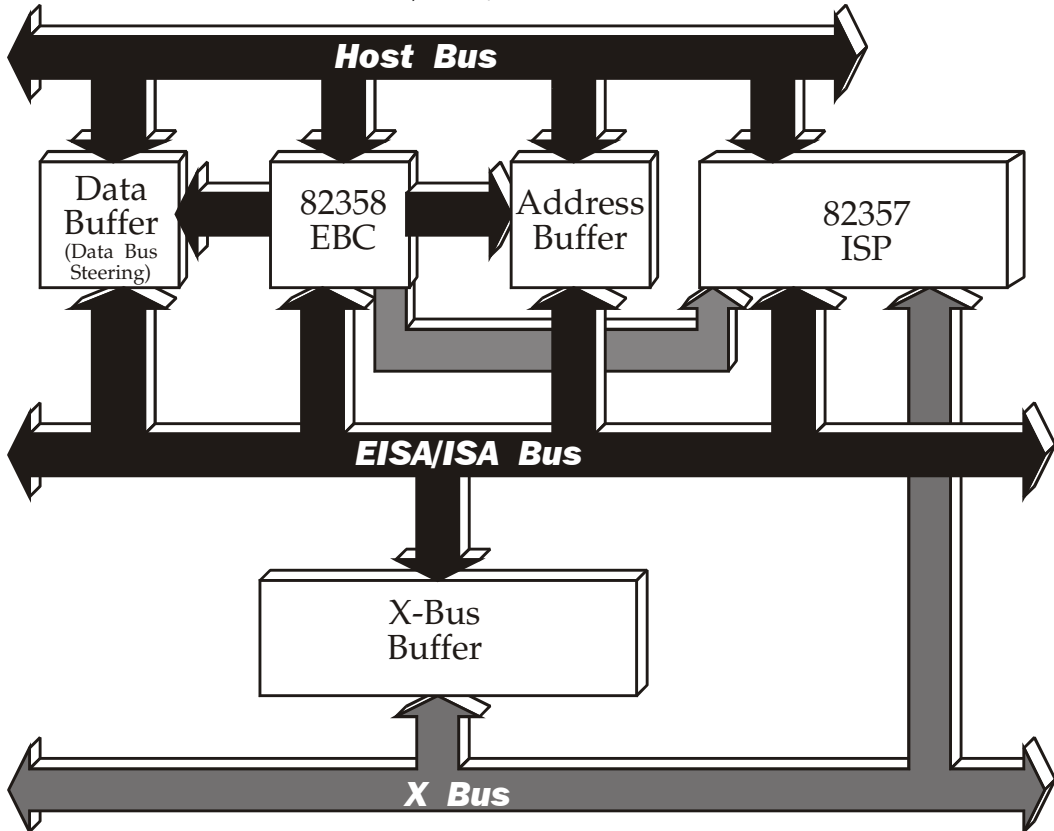 Host Bus
Data
Buffer
(Data Bus
Steering)
82358
EBC
Address
Buffer
82357
ISP
EISA/ISA Bus
X-Bus
Buffer
X Bus